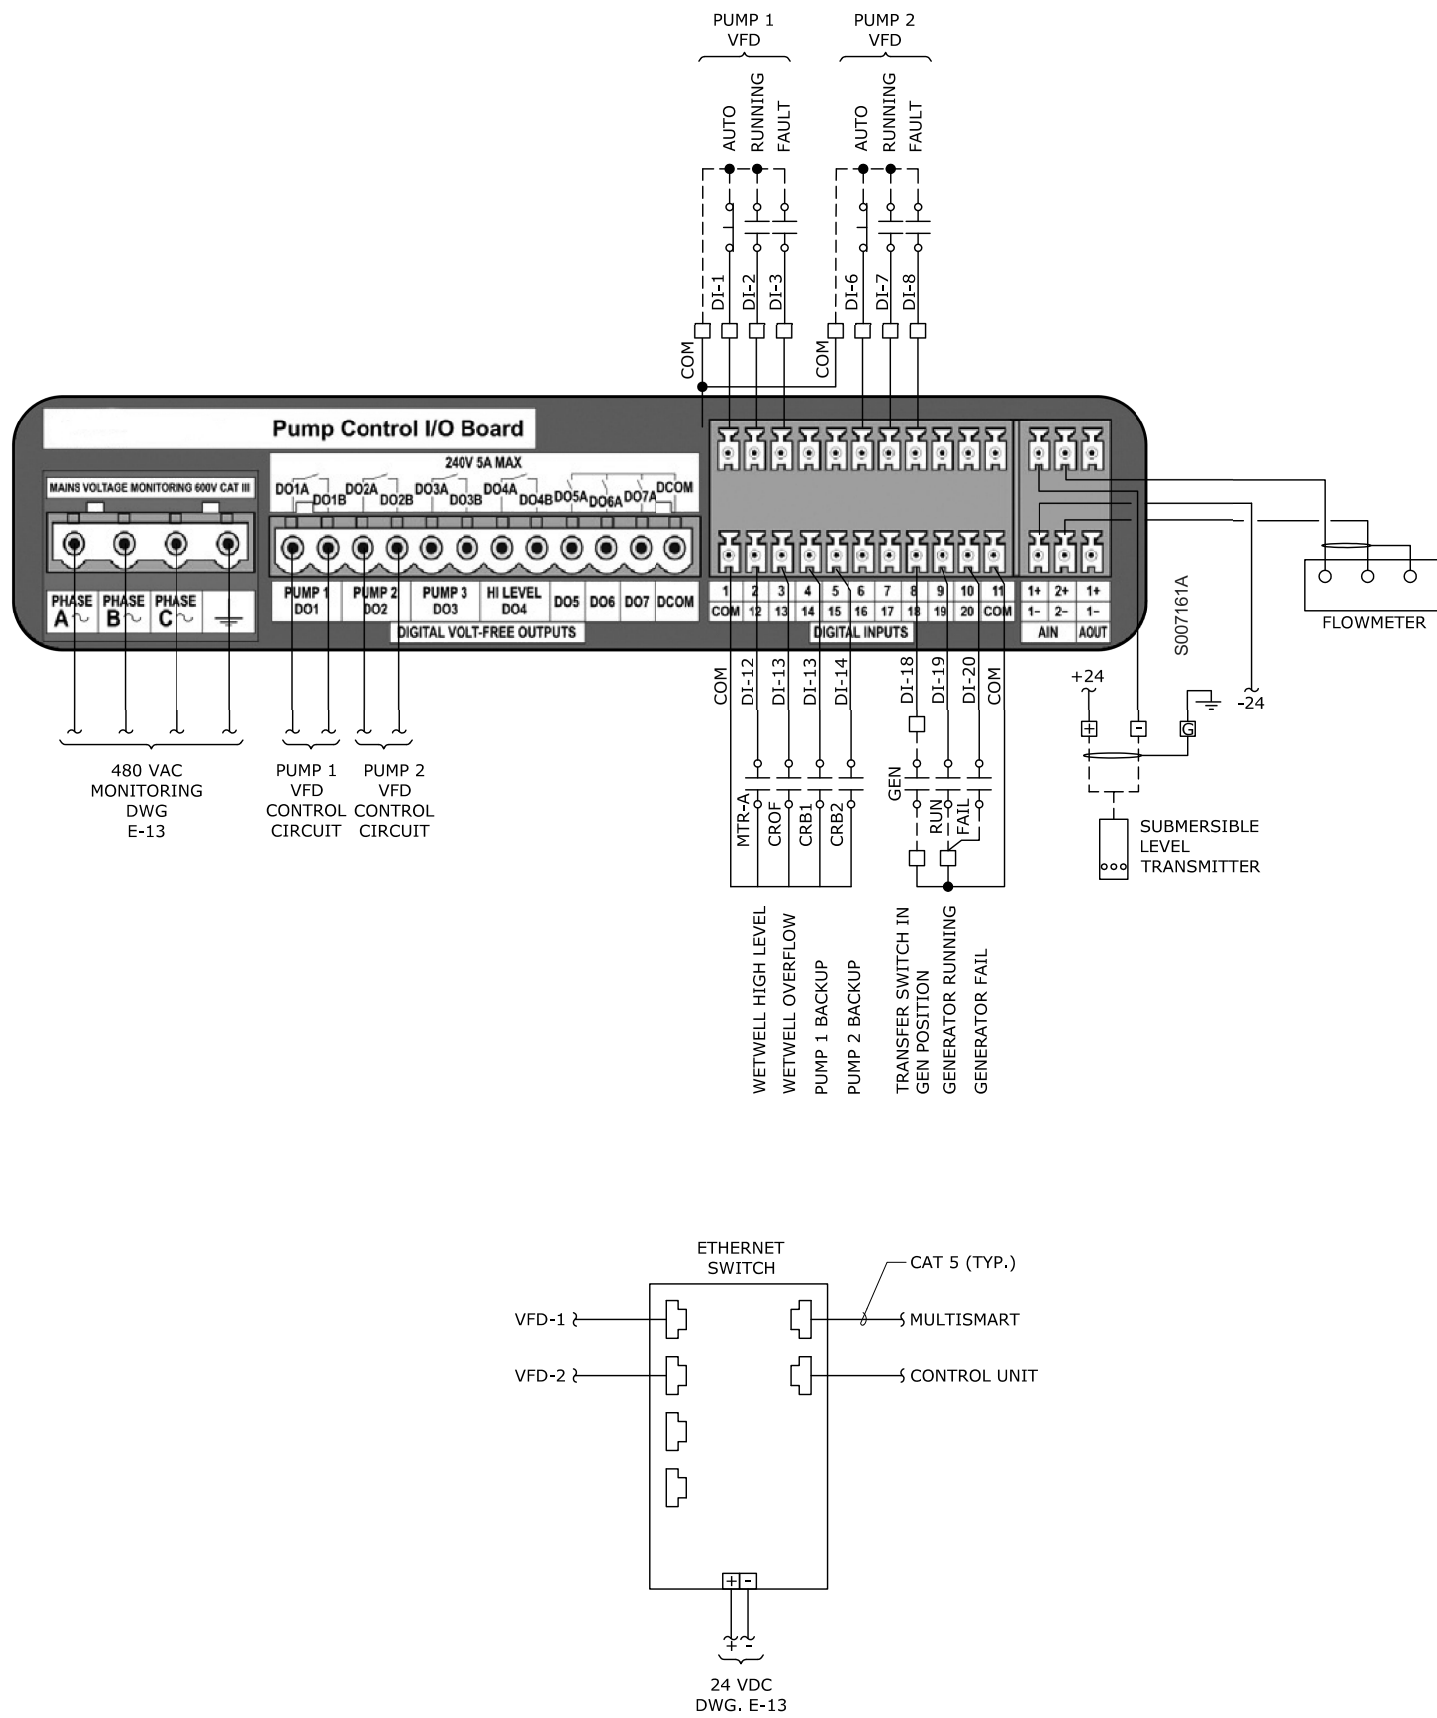 PUMP 1
VFD
PUMP 2
VFD
AUTO
RUNNING
FAULT
AUTO
RUNNING
FAULT
DI-1
DI-2
DI-3
DI-6
DI-7
DI-8
COM
COM
Pump Control I/O Board
240V 5A MAX
MAINS VOLTAGE MONITORING 600V CAT III
DO1A
DO1B
DO2A
DO2B
DO3A
DO3B
DO4A
DO4B
DO5A
DO6A
DO7A
DCOM
PHASE
A~
PHASE
B~
PHASE
C~
PUMP 1
DO1
PUMP 2
DO2
PUMP 3
DO3
HI LEVEL
DO4
DO5
DO6
DO7
DCOM
DIGITAL VOLT-FREE OUTPUTS
1 2 3 4 5 6 7 8 9 10 11
COM 12 13 14 15 16 17 18 19 20 COM
DIGITAL INPUTS
1+ 2+ 1+
1− 2− 1−
AIN
AOUT
S007161A
FLOWMETER
COM
DI-12
DI-13
DI-13
DI-14
DI-18
DI-19
DI-20
COM
+24
-24
+
-
G
480 VAC
MONITORING
DWG
E-13
PUMP 1
VFD
CONTROL
CIRCUIT
PUMP 2
VFD
CONTROL
CIRCUIT
MTR-A
CROF
CRB1
CRB2
GEN
RUN
FAIL
SUBMERSIBLE
LEVEL
TRANSMITTER
WETWELL HIGH LEVEL
WETWELL OVERFLOW
PUMP 1 BACKUP
PUMP 2 BACKUP
TRANSFER SWITCH IN
GEN POSITION
GENERATOR RUNNING
GENERATOR FAIL
ETHERNET
SWITCH
CAT 5 (TYP.)
VFD-1
MULTISMART
VFD-2
CONTROL UNIT
+ -
+ -
24 VDC
DWG. E-13